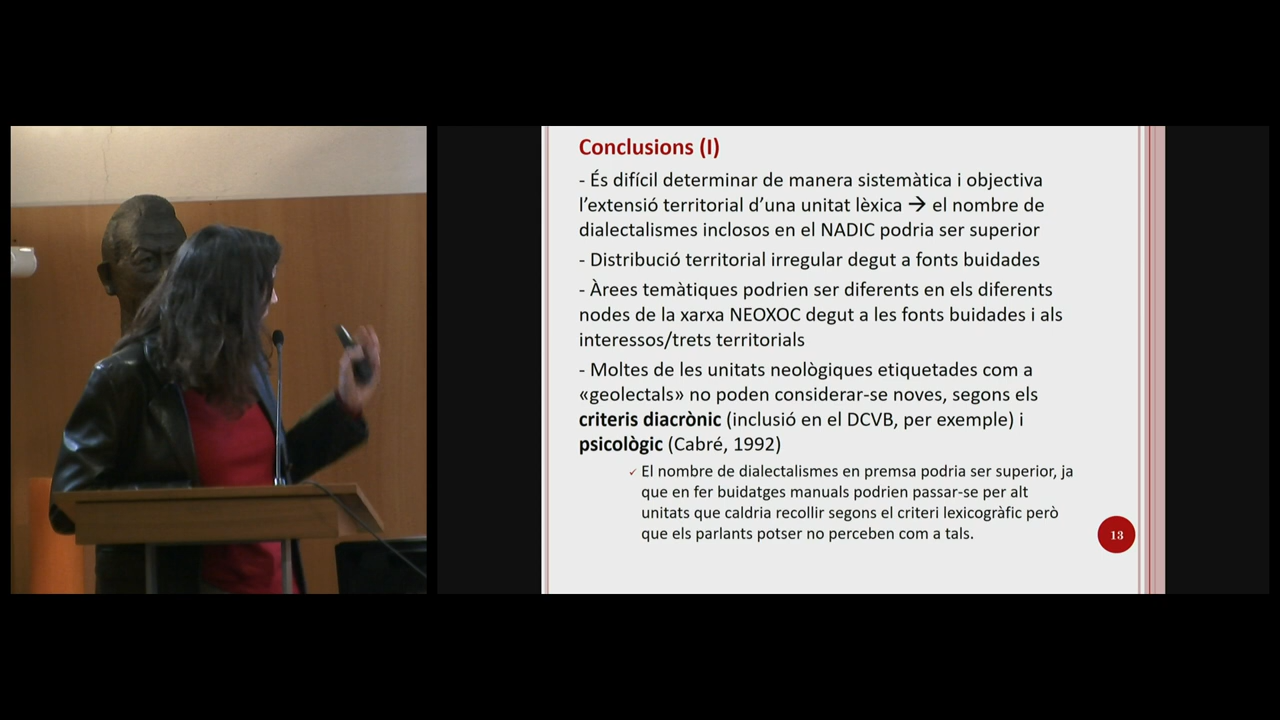 Conclusions (I)
- És difícil determinar de manera sistemàtica i objectiva
l'extensió territorial d'una unitat lèxica → el nombre de
dialectalismes inclosos en el NADIC podria ser superior
- Distribució territorial irregular degut a fonts buidades
- Àrees temàtiques podrien ser diferents en els diferents
nodes de la xarxa NEOXOC degut a les fonts buidades i als
interessos/trets territorials
- Moltes de les unitats neològiques etiquetades com a
«geolectals» no poden considerar-se noves, segons els
criteris diacrònic (inclusió en el DCVB, per exemple) i
psicològic (Cabré, 1992)
✓ El nombre de dialectalismes en premsa podria ser superior, ja
que en fer buidatges manuals podrien passar-se per alt
unitats que caldria recollir segons el criteri lexicogràfic però
que els parlants potser no perceben com a tals.
13